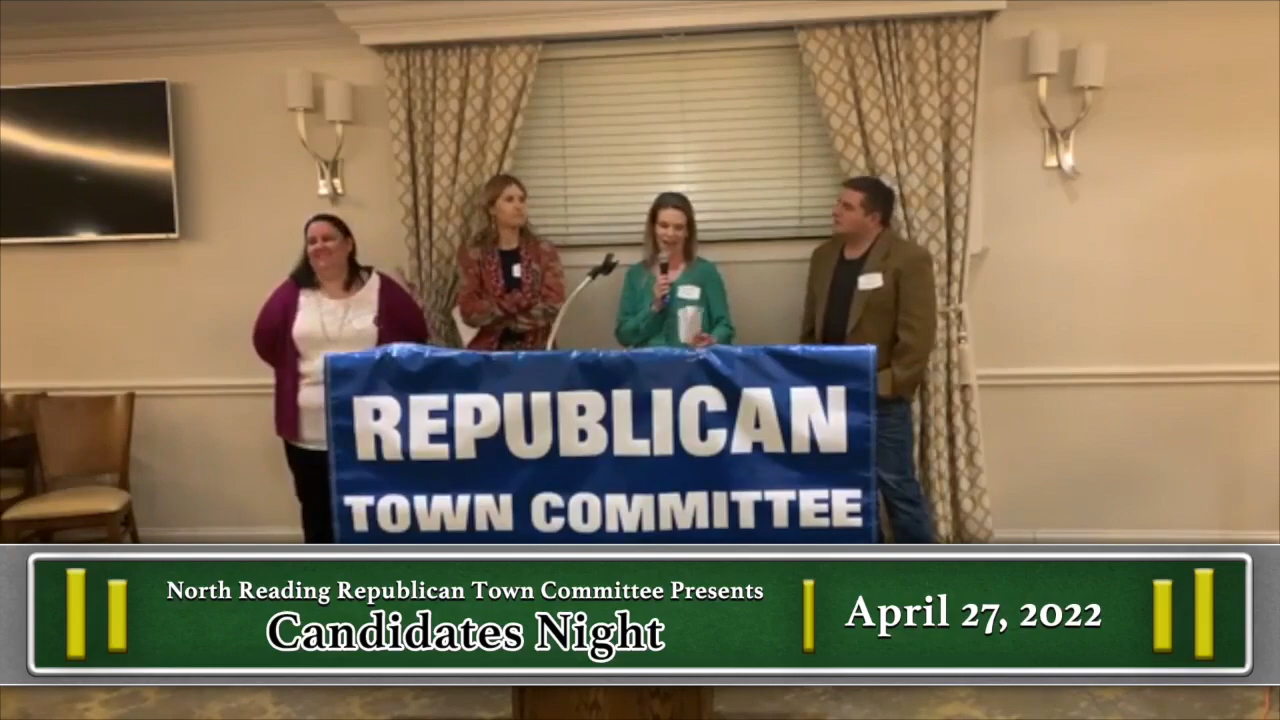 REPUBLICAN
TOWN COMMITTEE
North Reading Republican Town Committee Presents
Candidates Night
April 27, 2022